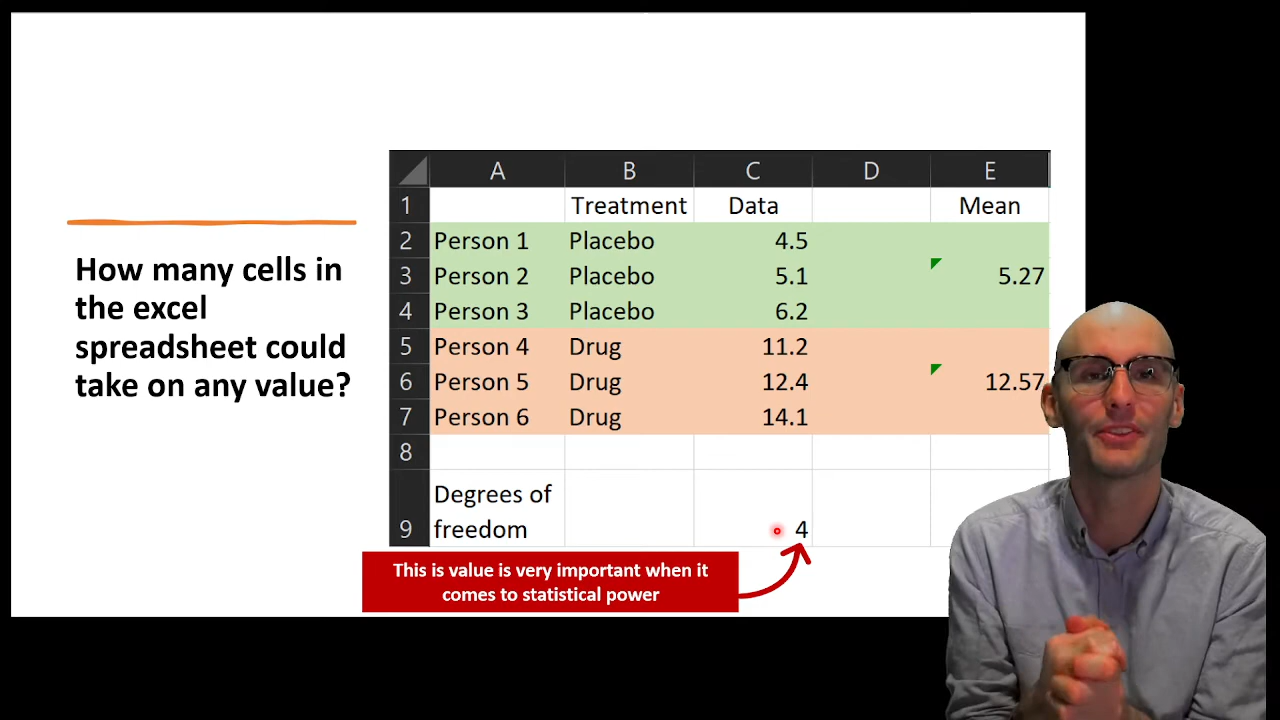 How many cells in
the excel
spreadsheet could
take on any value?
A B C D E
1 Treatment Data Mean
2 Person 1 Placebo 4.5
3 Person 2 Placebo 5.1 5.27
4 Person 3 Placebo 6.2
5 Person 4 Drug 11.2
6 Person 5 Drug 12.4 12.57
7 Person 6 Drug 14.1
8
Degrees of
9 freedom 4
This is value is very important when it
comes to statistical power